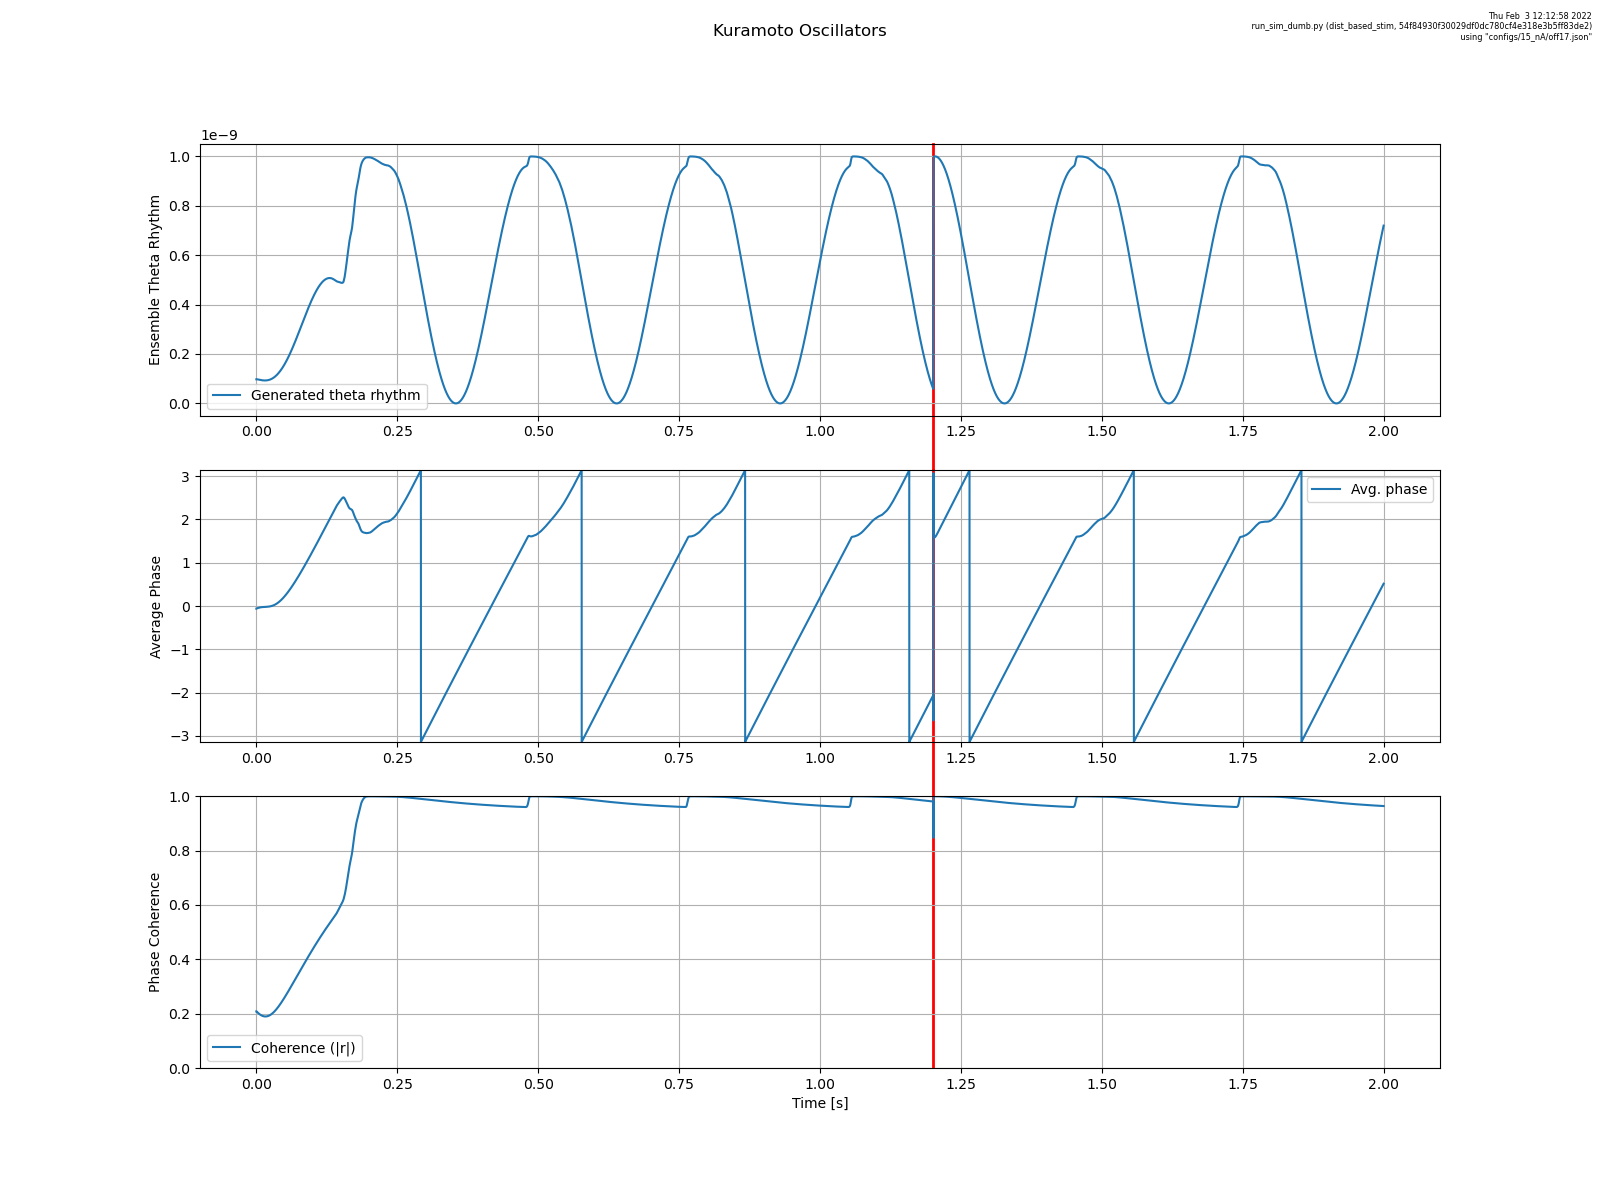 Thu Feb  3 12:12:58 2022
run_sim_dumb.py (dist_based_stim, 54f84930f30029df0dc780cf4e318e3b5ff83de2)
using "configs/15_nA/off17.json"
Kuramoto Oscillators
1e−9
1.0
0.8
0.6
0.4
0.2
0.0
Ensemble Theta Rhythm
Generated theta rhythm
0.00 0.25 0.50 0.75 1.00 1.25 1.50 1.75 2.00
3
2
1
0
−1
−2
−3
Average Phase
Avg. phase
0.00 0.25 0.50 0.75 1.00 1.25 1.50 1.75 2.00
1.0
0.8
0.6
0.4
0.2
0.0
Phase Coherence
Coherence (|r|)
0.00 0.25 0.50 0.75 1.00 1.25 1.50 1.75 2.00
Time [s]